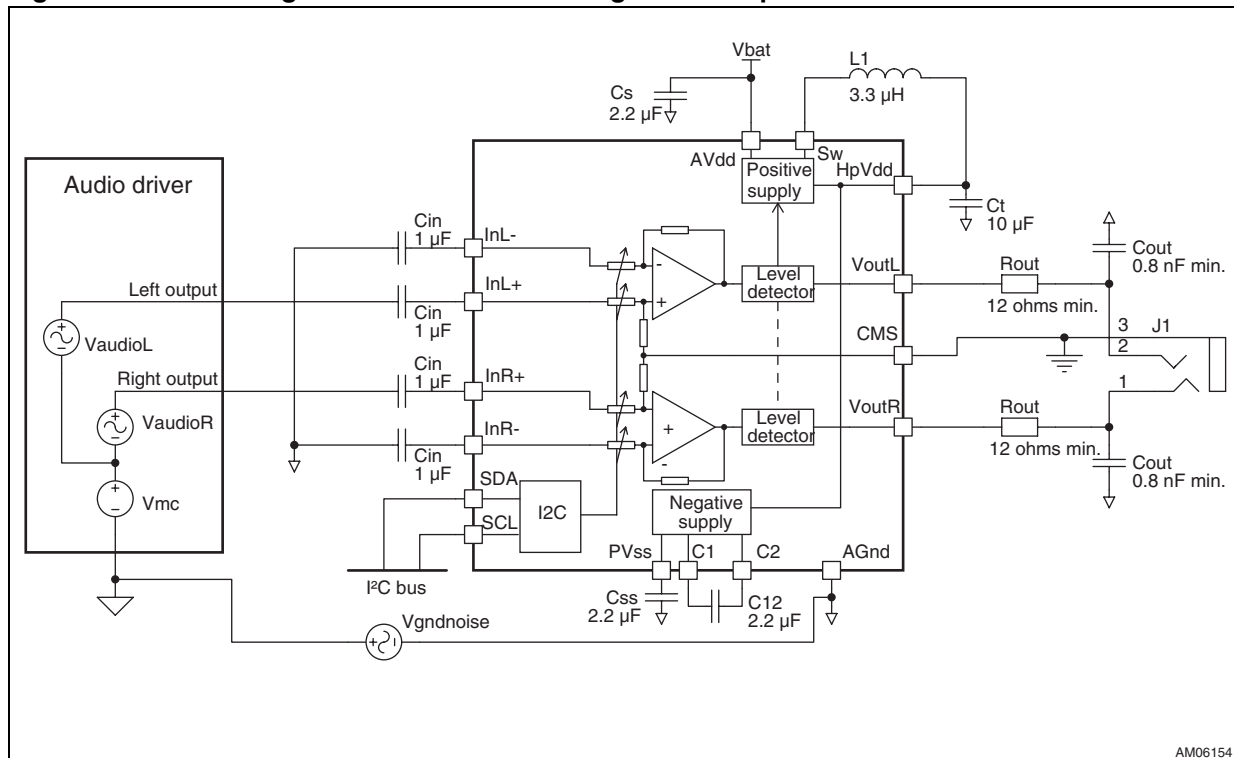 Vbat
L1
3.3 µH
Cs
2.2 µF
AVdd
Sw
Positive
supply
HpVdd
Ct
10 µF
Audio driver
Cin
1 µF
InL-
-
Level
detector
VoutL
Rout
12 ohms min.
Cout
0.8 nF min.
Left output
Cin
1 µF
InL+
+
CMS
3
J1
2
VaudioL
Right output
Cin
1 µF
InR+
1
VaudioR
+
Level
detector
VoutR
Rout
12 ohms min.
Cin
1 µF
InR-
-
Cout
0.8 nF min.
Vmc
SDA
SCL
I2C
Negative
supply
I²C bus
PVss
C1
C2
AGnd
Css
2.2 µF
C12
2.2 µF
Vgndnoise
AM06154